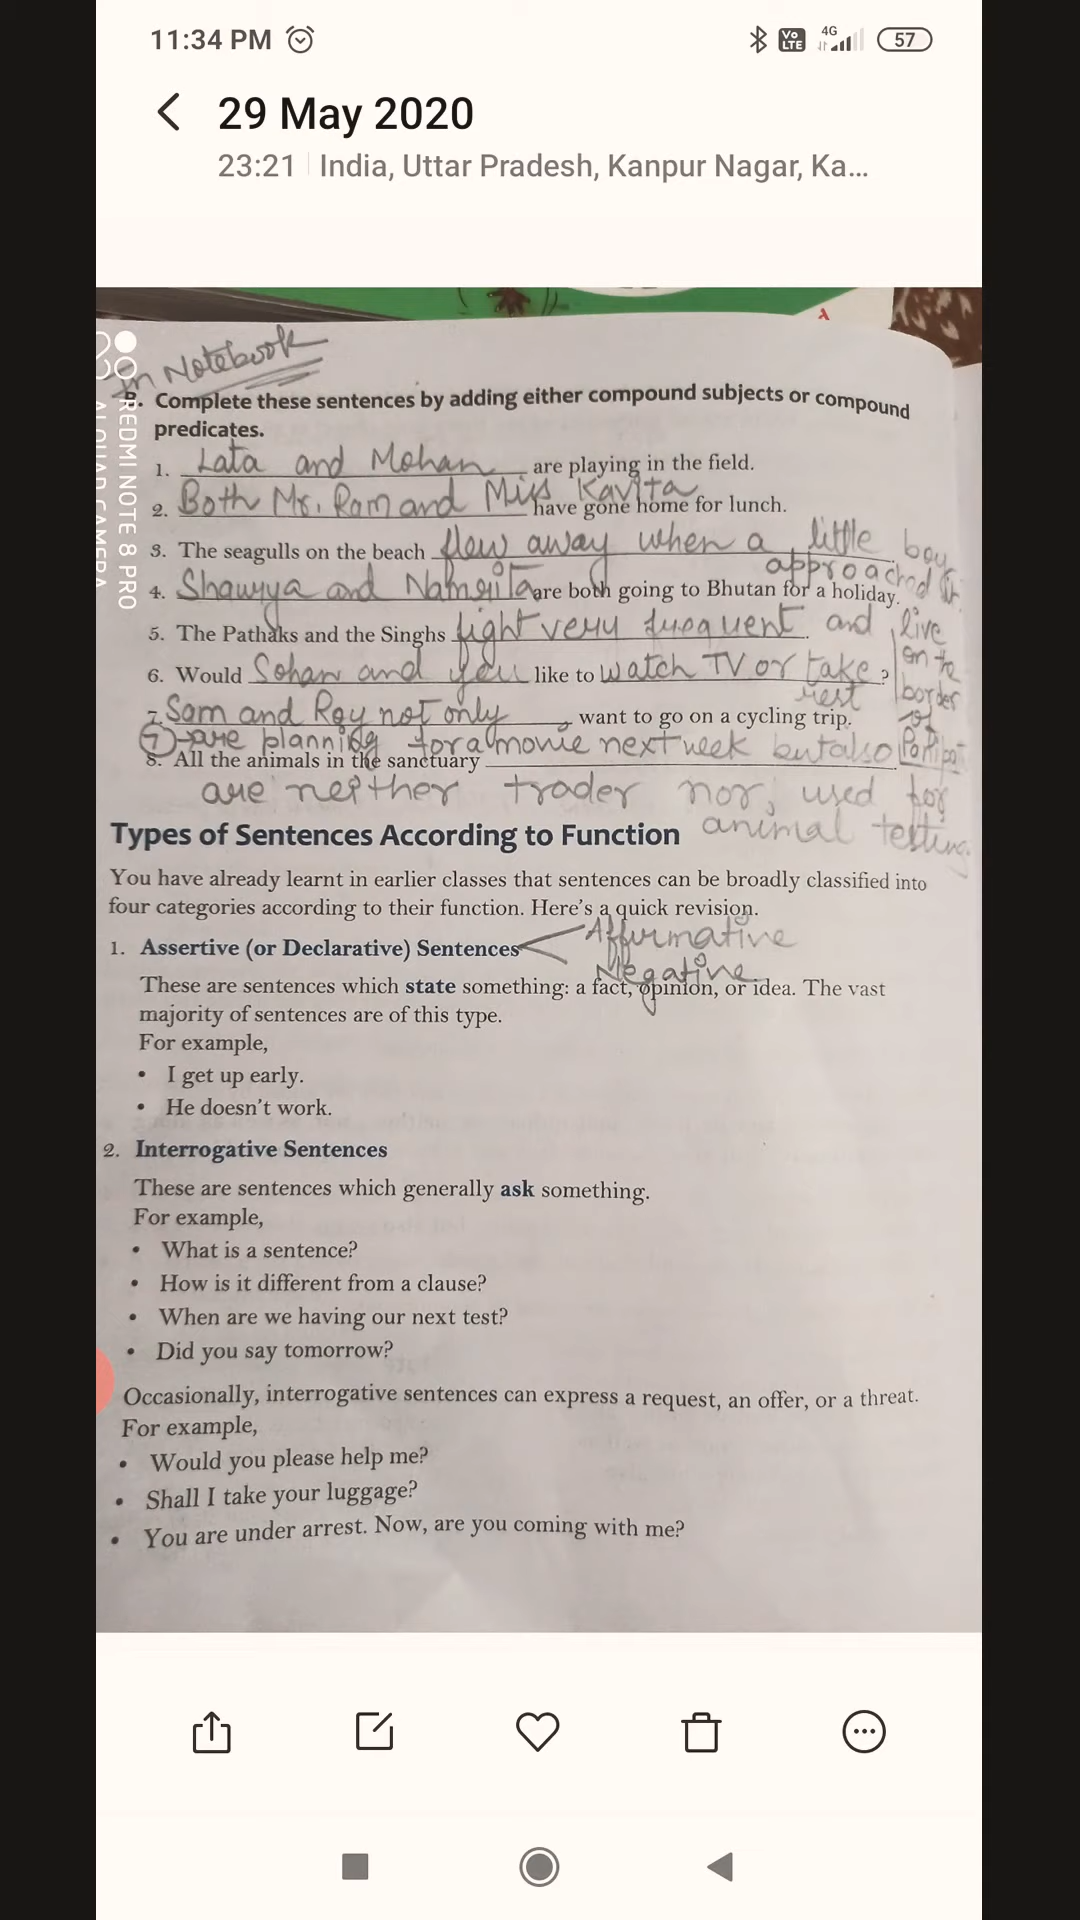 11:34 PM
Vo LTE 4G 57
29 May 2020
23:21 India, Uttar Pradesh, Kanpur Nagar, Ka...
In Notebook
REDMI NOTE 8 PRO
AI QUAD CAMERA
B. Complete these sentences by adding either compound subjects or compound
predicates.
1. Lata and Mohan are playing in the field.
2. Both Mr. Ram and Miss Kavita have gone home for lunch.
3. The seagulls on the beach flew away when a little boy
approached
4. and are both going to Bhutan for a holiday.
5. The Pathaks and the Singhs fight very frequent and live
on the
border
of
6. Would Sohan and you like to watch TV or take ?
rest
7. Sam and Roy not only want to go on a cycling trip.
7 are planning for a movie next week but also
8. All the animals in the sanctuary
are neither trader nor, used for
animal testing.
Types of Sentences According to Function
You have already learnt in earlier classes that sentences can be broadly classified into
four categories according to their function. Here's a quick revision.
1. Assertive (or Declarative) Sentences
Affirmative
Negative
These are sentences which state something: a fact, opinion, or idea. The vast
majority of sentences are of this type.
For example,
• I get up early.
• He doesn't work.
2. Interrogative Sentences
These are sentences which generally ask something.
For example,
• What is a sentence?
• How is it different from a clause?
• When are we having our next test?
• Did you say tomorrow?
Occasionally, interrogative sentences can express a request, an offer, or a threat.
For example,
• Would you please help me?
• Shall I take your luggage?
• You are under arrest. Now, are you coming with me?